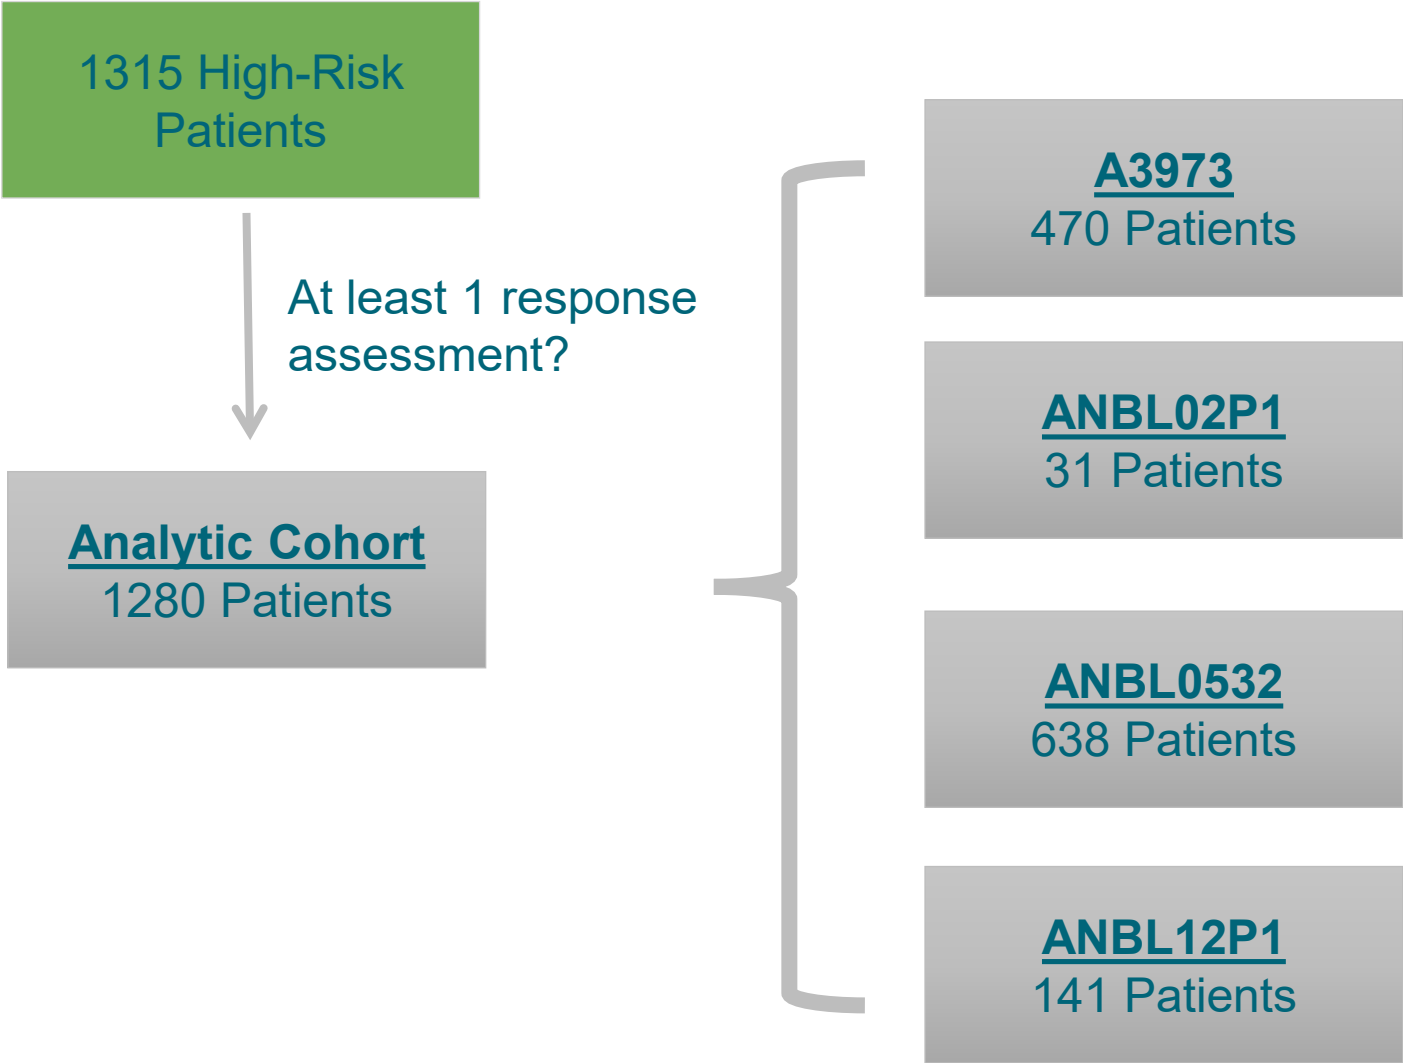 1315 High-Risk
Patients
At least 1 response
assessment?
Analytic Cohort
1280 Patients
A3973
470 Patients
ANBL02P1
31 Patients
ANBL0532
638 Patients
ANBL12P1
141 Patients